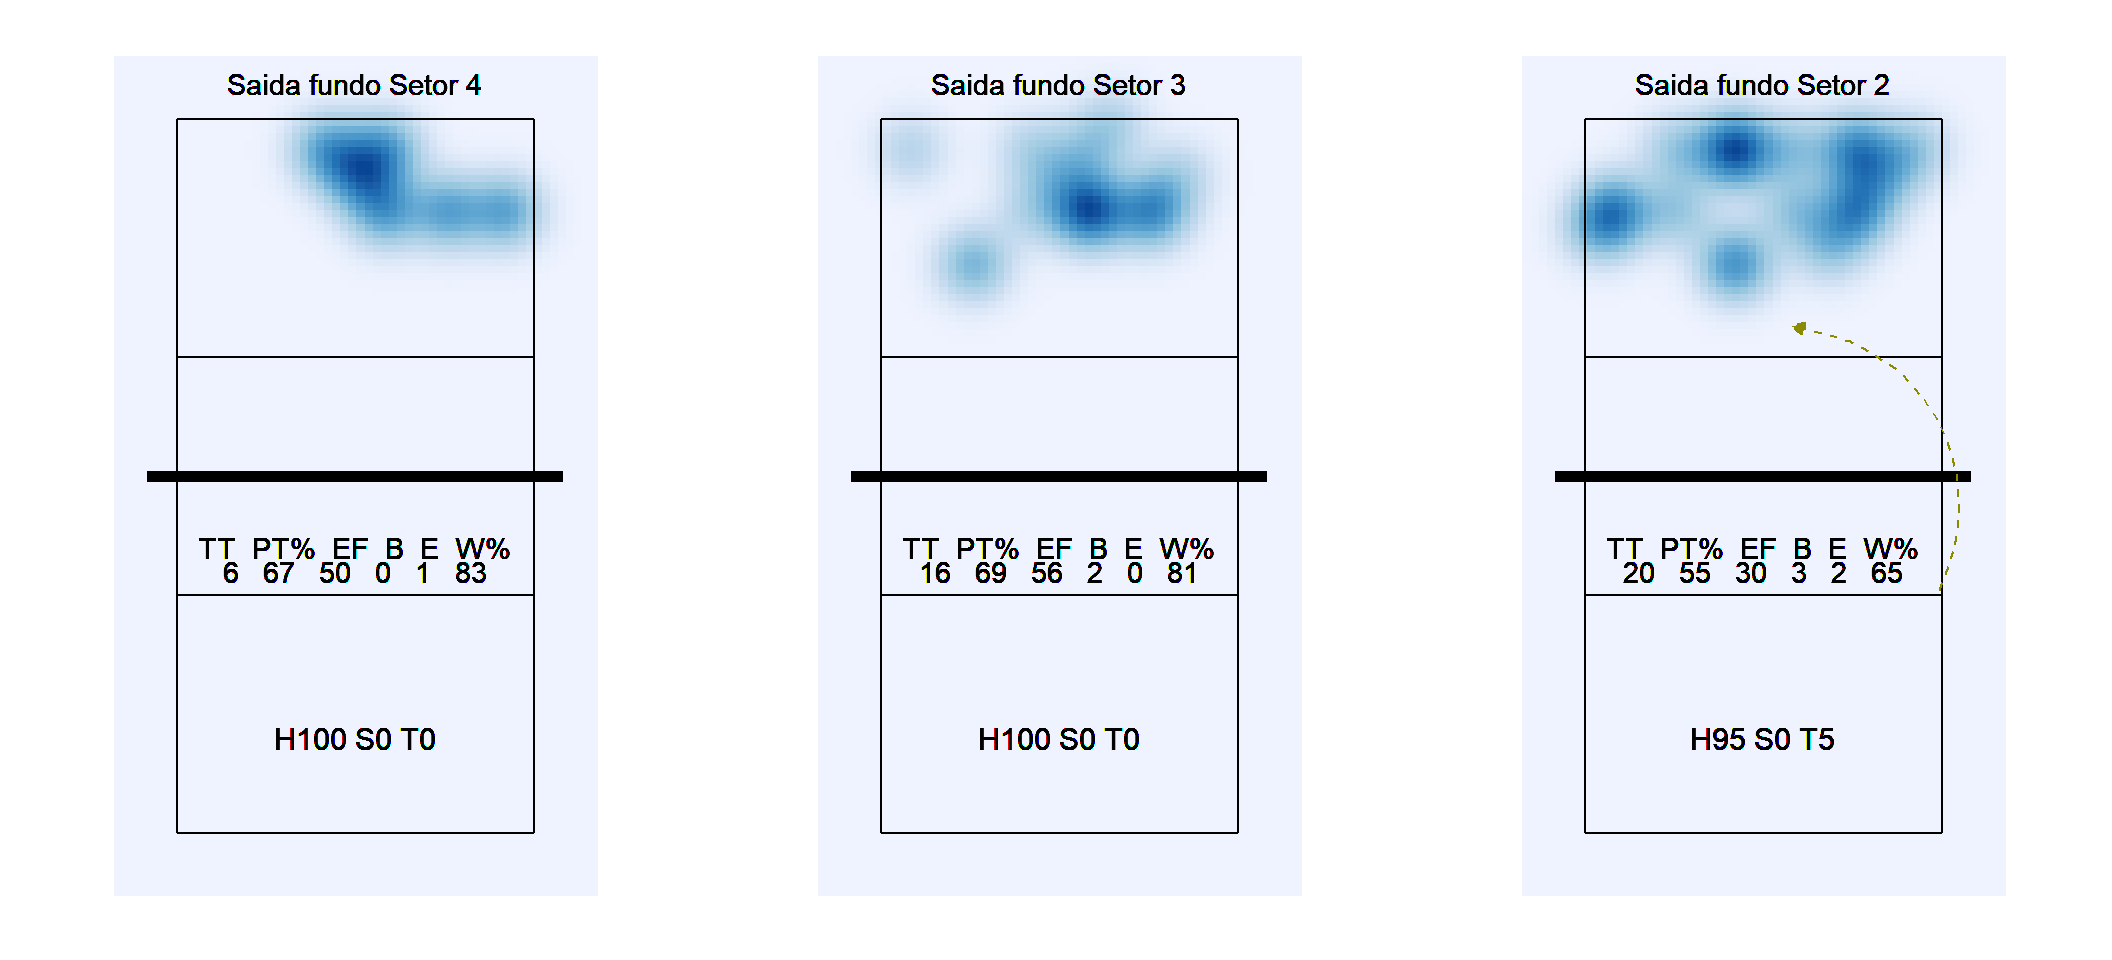 Saida fundo Setor 4
TT PT% EF B E W%
6 67 50 0 1 83
H100 S0 T0
Saida fundo Setor 3
TT PT% EF B E W%
16 69 56 2 0 81
H100 S0 T0
Saida fundo Setor 2
TT PT% EF B E W%
20 55 30 3 2 65
H95 S0 T5